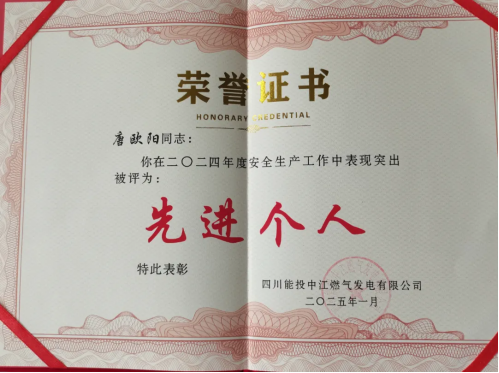 荣誉证书
HONORARY CREDENTIAL
唐欧阳同志：
你在二〇二四年度安全生产工作中表现突出
被评为：
先进个人
特此表彰
四川能投中江燃气发电有限公司
二〇二五年一月